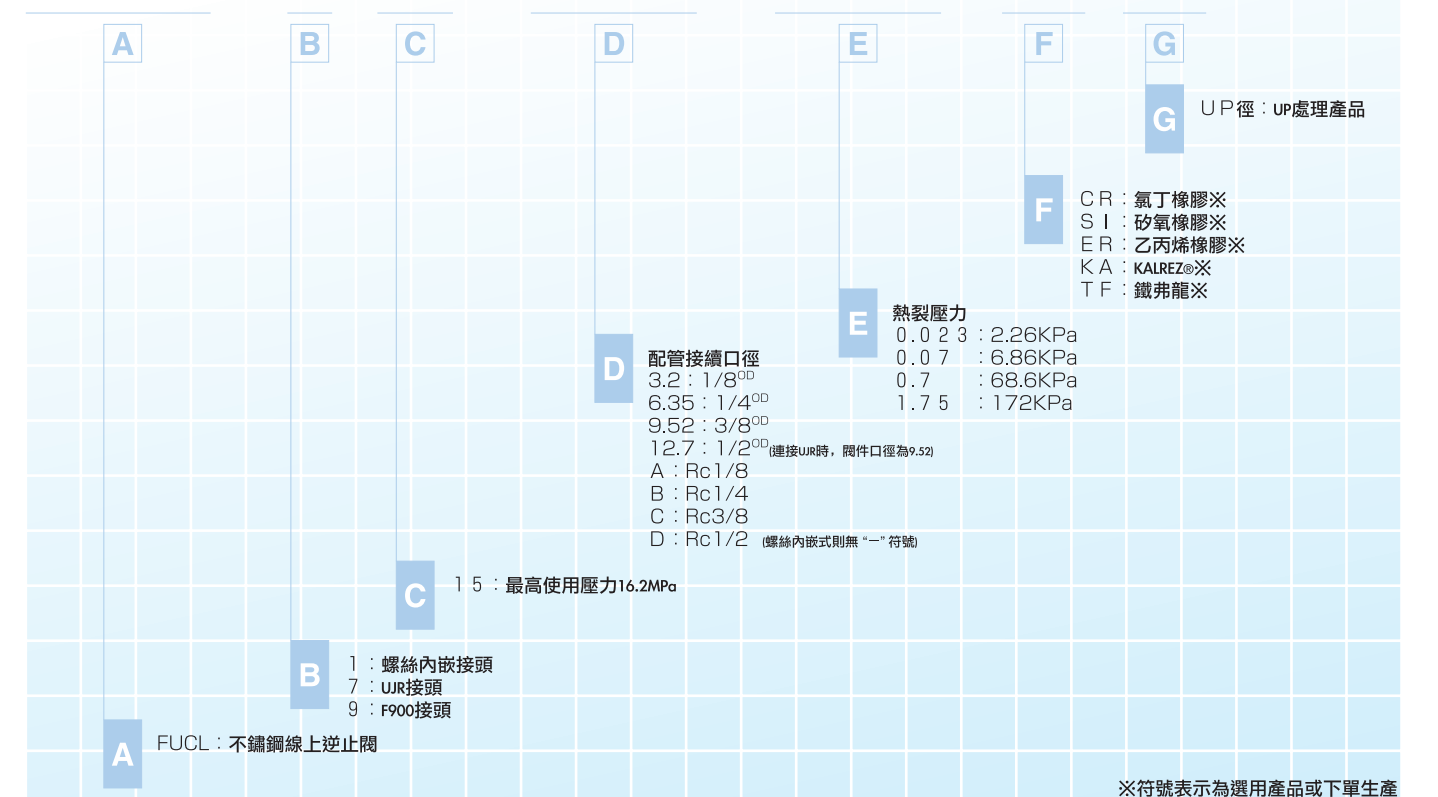 A B C D E F G
G UP徑：UP處理產品
F
CR：氯丁橡膠※
SI：矽氧橡膠※
ER：乙丙烯橡膠※
KA：KALREZ®※
TF：鐵弗龍※
E
熱裂壓力
0.023：2.26KPa
0.07：6.86KPa
0.7：68.6KPa
1.75：172KPa
D
配管接續口徑
3.2：1/8OD
6.35：1/4OD
9.52：3/8OD
12.7：1/2OD(連接UJR時，閥件口徑為9.52)
A：Rc1/8
B：Rc1/4
C：Rc3/8
D：Rc1/2 (螺絲內嵌式則無“－”符號)
C 15：最高使用壓力16.2MPa
B
1：螺絲內嵌接頭
7：UJR接頭
9：F900接頭
A FUCL：不鏽鋼線上逆止閥
※符號表示為選用產品或下單生產